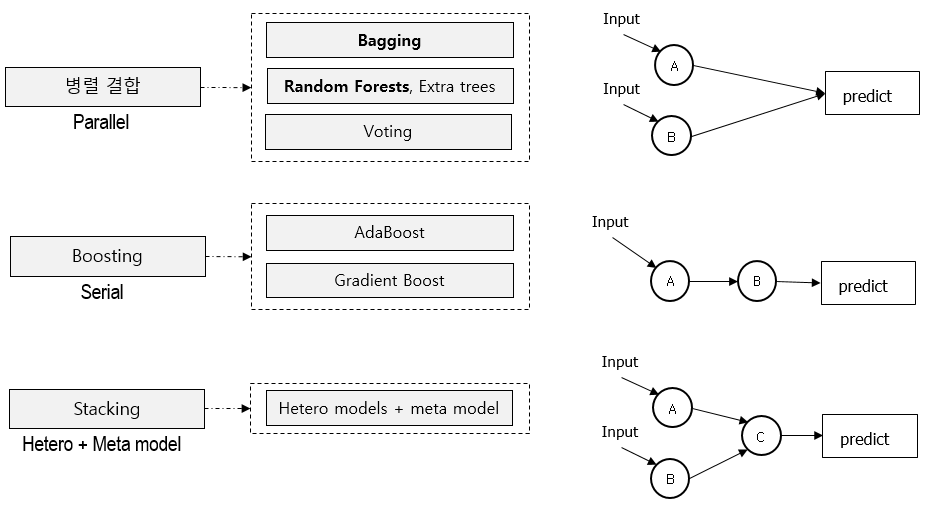 병렬 결합
Parallel
Bagging
Random Forests, Extra trees
Voting
Input
A
Input
B
predict
Boosting
Serial
AdaBoost
Gradient Boost
Input
A
B
predict
Stacking
Hetero + Meta model
Hetero models + meta model
Input
A
Input
B
C
predict